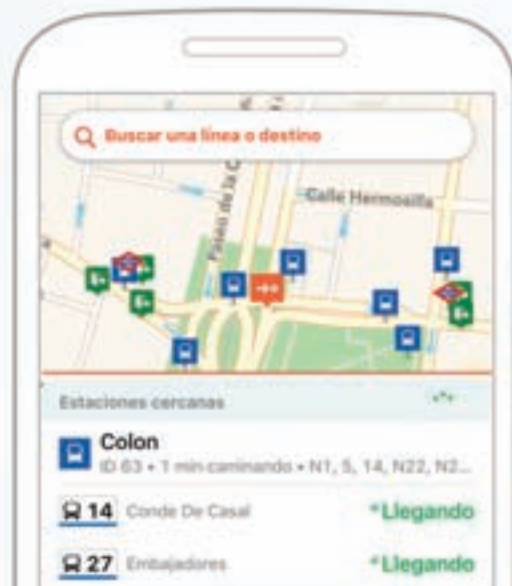 Buscar una línea o destino
Paseo de la C
Calle Hermosilla
Estaciones cercanas
Colon
ID 63 • 1 min caminando • N1, 5, 14, N22, N2...
14 Conde De Casal Llegando
27 Embajadores Llegando